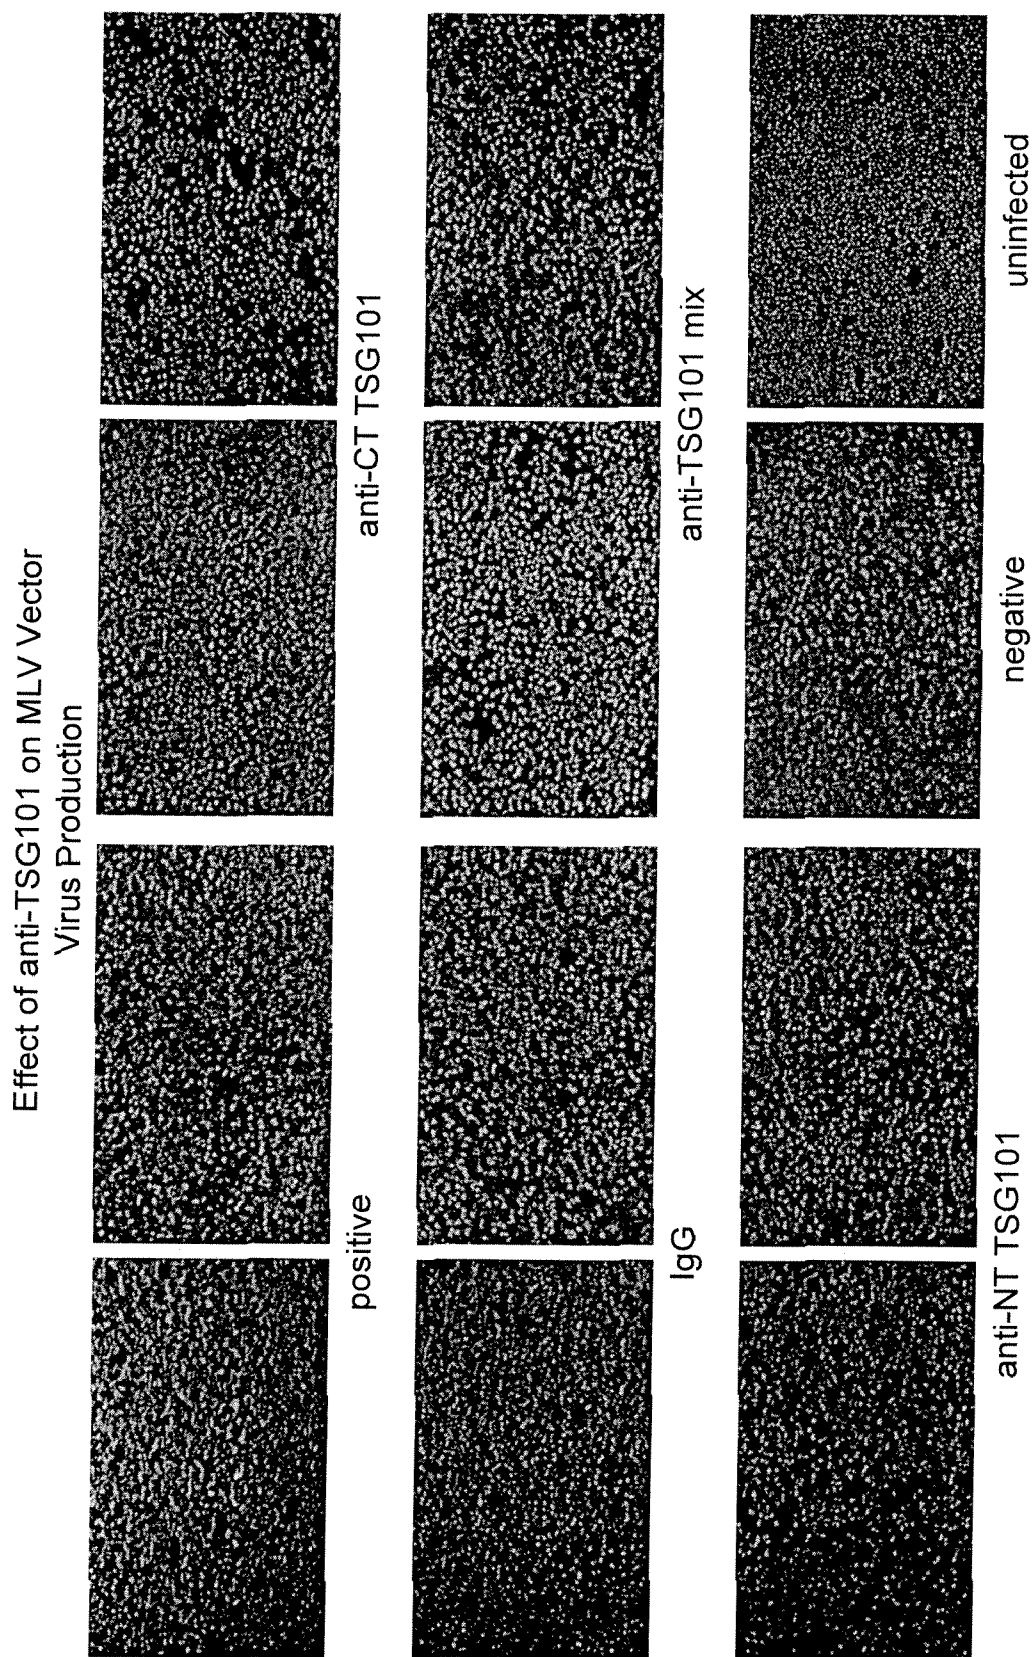 Effect of anti-TSG101 on MLV Vector
Virus Production
positive
anti-CT TSG101
IgG
anti-TSG101 mix
anti-NT TSG101
negative
uninfected